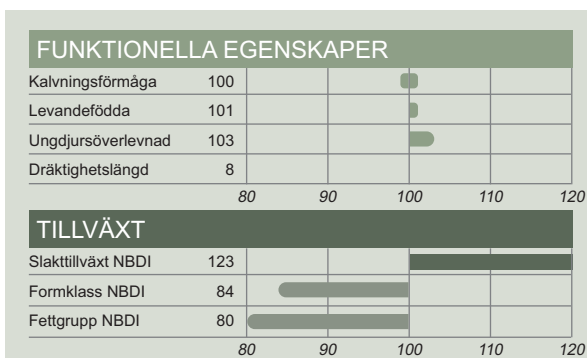 FUNKTIONELLA EGENSKAPER
Kalvningsförmåga 100
Levandefödda 101
Ungdjursöverlevnad 103
Dräktighetslängd 8
80 90 100 110 120
TILLVÄXT
Slakttillväxt NBDI 123
Formklass NBDI 84
Fettgrupp NBDI 80
80 90 100 110 120